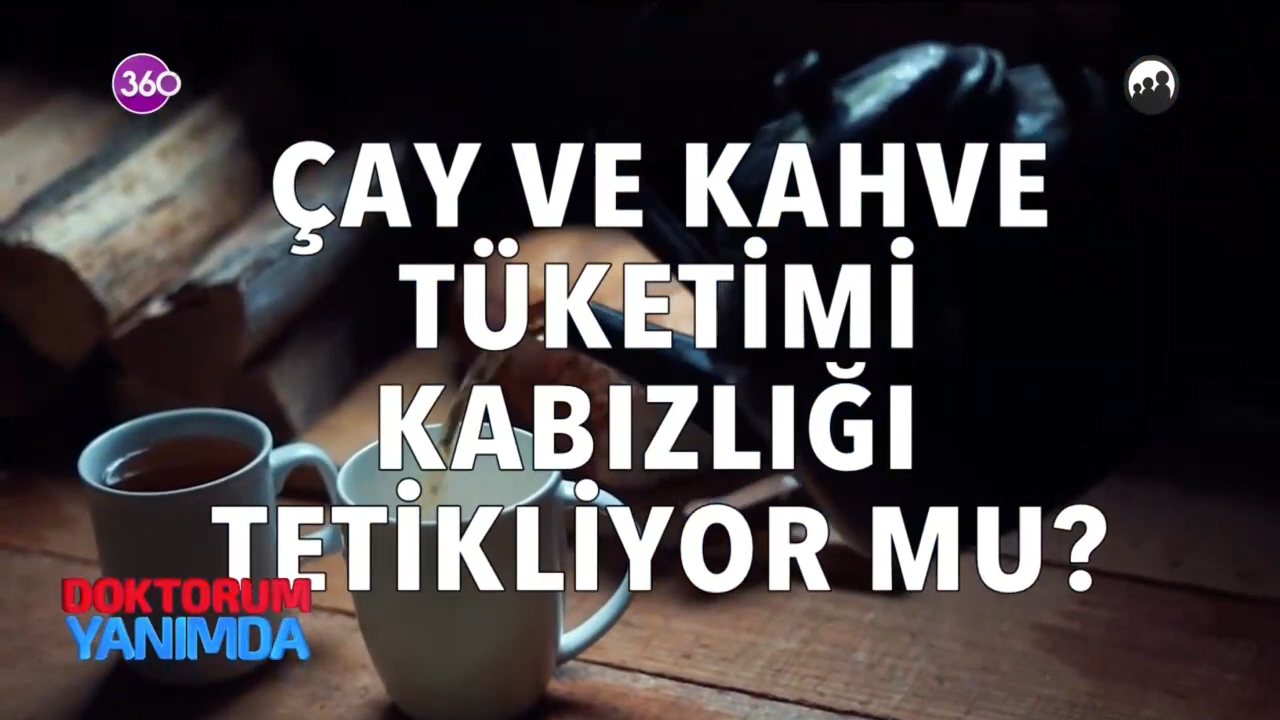 360
ÇAY VE KAHVE
TÜKETİMİ
KABIZLIĞI
TETİKLİYOR MU?
DOKTORUM
YANIMDA